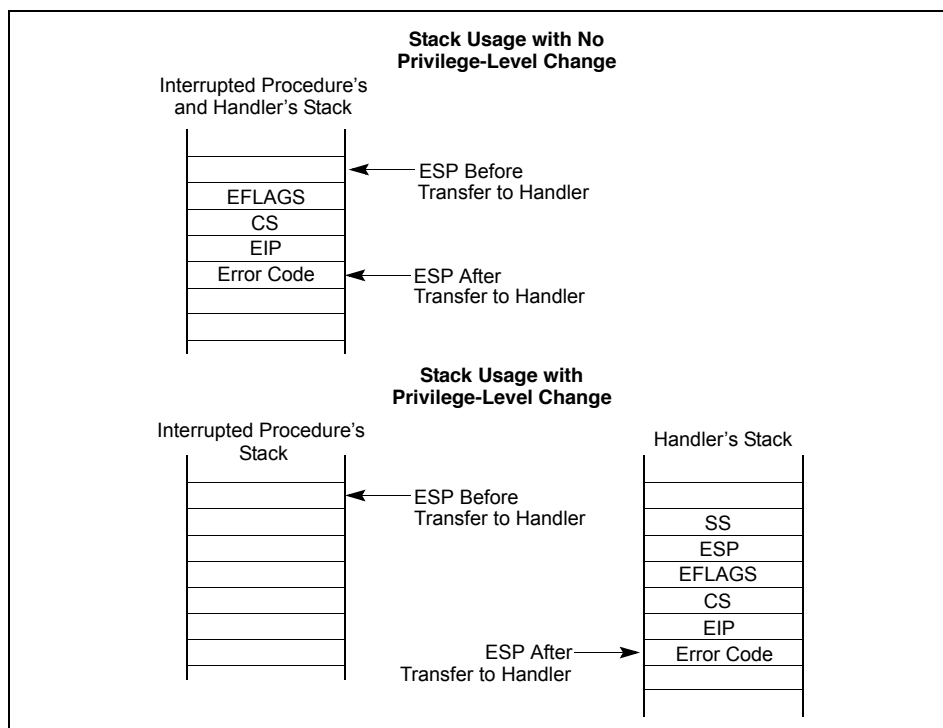 Stack Usage with No
Privilege-Level Change
Interrupted Procedure's
and Handler's Stack
ESP Before
Transfer to Handler
EFLAGS
CS
EIP
Error Code
ESP After
Transfer to Handler
Stack Usage with
Privilege-Level Change
Interrupted Procedure's
Stack
Handler's Stack
ESP Before
Transfer to Handler
SS
ESP
EFLAGS
CS
EIP
Error Code
ESP After
Transfer to Handler